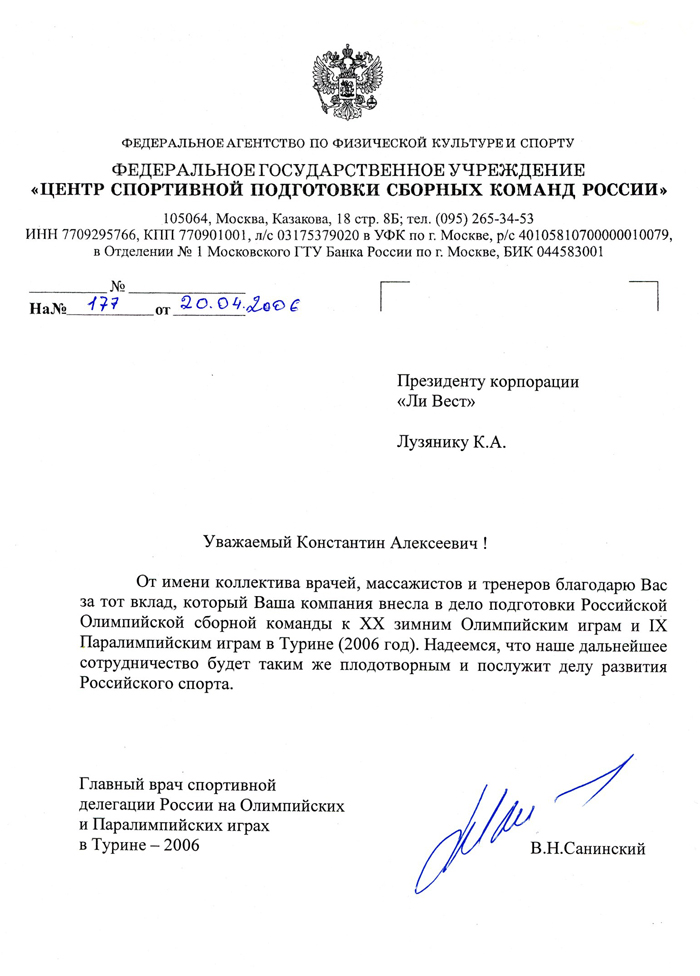 ФЕДЕРАЛЬНОЕ АГЕНТСТВО ПО ФИЗИЧЕСКОЙ КУЛЬТУРЕ И СПОРТУ
ФЕДЕРАЛЬНОЕ ГОСУДАРСТВЕННОЕ УЧРЕЖДЕНИЕ
«ЦЕНТР СПОРТИВНОЙ ПОДГОТОВКИ СБОРНЫХ КОМАНД РОССИИ»
105064, Москва, Казакова, 18 стр. 8Б; тел. (095) 265-34-53
ИНН 7709295766, КПП 770901001, л/с 03175379020 в УФК по г. Москве, р/с 40105810700000010079,
в Отделении № 1 Московского ГТУ Банка России по г. Москве, БИК 044583001
__________ № _______________
На№ 177 от 20.04.2006
Президенту корпорации
«Ли Вест»
Лузянику К.А.
Уважаемый Константин Алексеевич !
От имени коллектива врачей, массажистов и тренеров благодарю Вас
за тот вклад, который Ваша компания внесла в дело подготовки Российской
Олимпийской сборной команды к XX зимним Олимпийским играм и IX
Паралимпийским играм в Турине (2006 год). Надеемся, что наше дальнейшее
сотрудничество будет таким же плодотворным и послужит делу развития
Российского спорта.
Главный врач спортивной
делегации России на Олимпийских
и Паралимпийских играх
в Турине – 2006
В.Н.Санинский